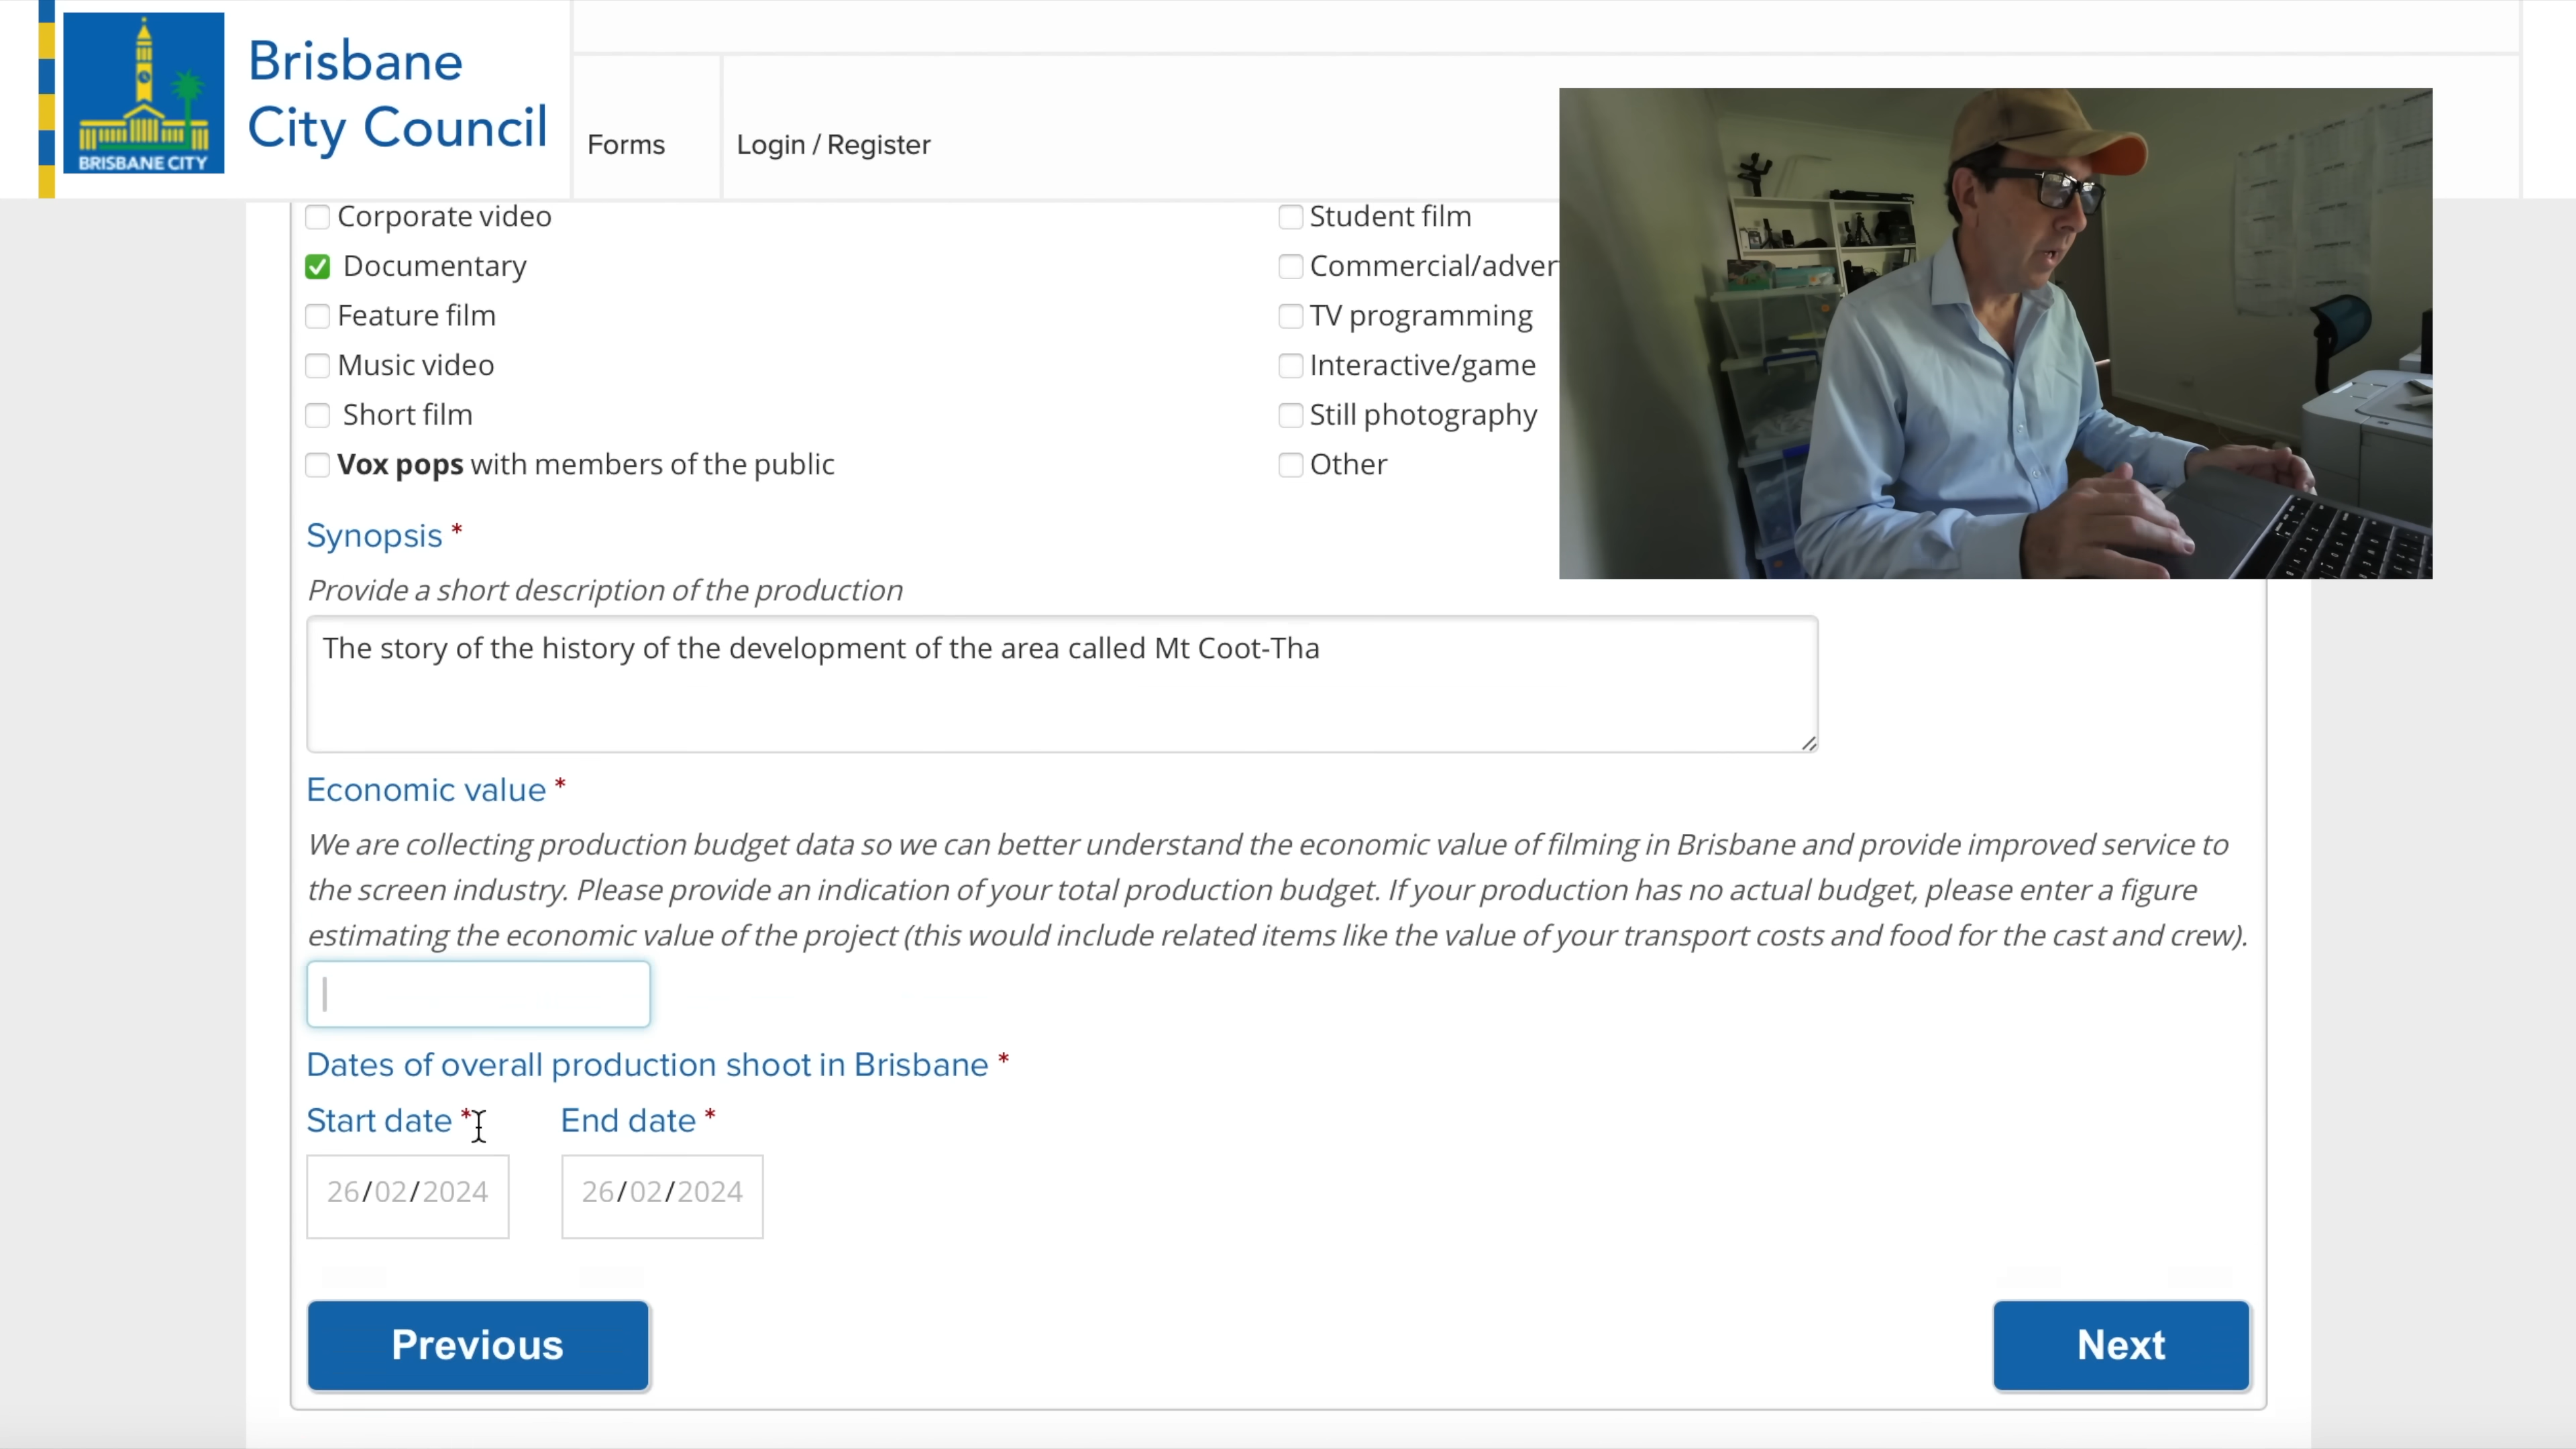 Brisbane
City Council
BRISBANE CITY
Forms
Login / Register
Corporate video
Student film
Documentary
Commercial/adver
Feature film
TV programming
Music video
Interactive/game
Short film
Still photography
Vox pops with members of the public
Other
Synopsis *
Provide a short description of the production
The story of the history of the development of the area called Mt Coot-Tha
Economic value *
We are collecting production budget data so we can better understand the economic value of filming in Brisbane and provide improved service to
the screen industry. Please provide an indication of your total production budget. If your production has no actual budget, please enter a figure
estimating the economic value of the project (this would include related items like the value of your transport costs and food for the cast and crew).
Dates of overall production shoot in Brisbane *
Start date *
End date *
26/02/2024
26/02/2024
Previous
Next